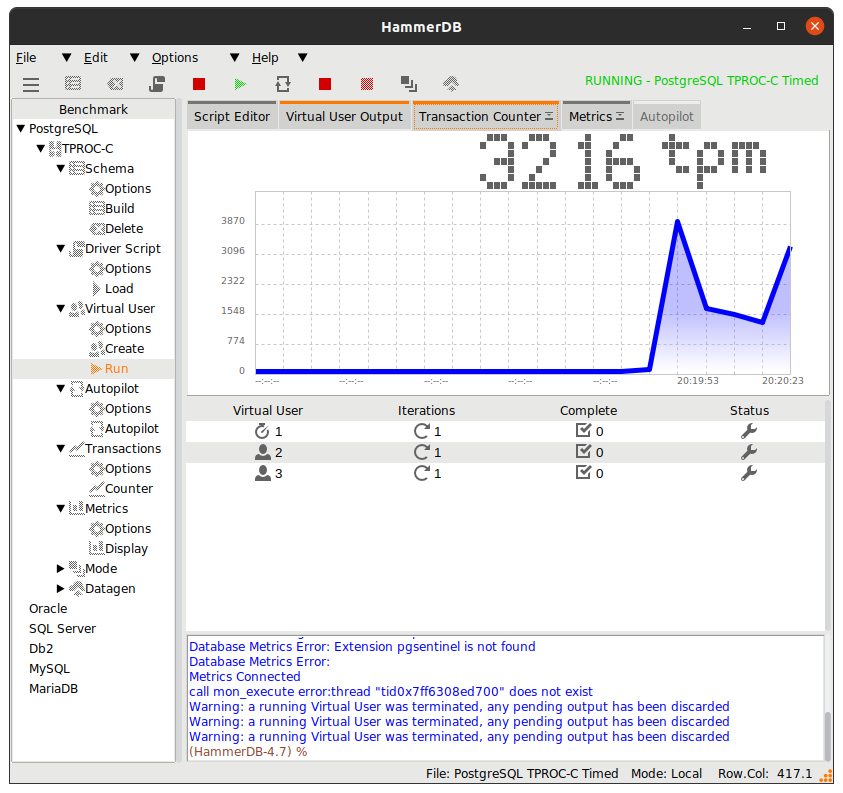 HammerDB
File Edit Options Help
RUNNING - PostgreSQL TPROC-C Timed
Benchmark
PostgreSQL
TPROC-C
Schema
Options
Build
Delete
Driver Script
Options
Load
Virtual User
Options
Create
Run
Autopilot
Options
Autopilot
Transactions
Options
Counter
Metrics
Options
Display
Mode
Datagen
Oracle
SQL Server
Db2
MySQL
MariaDB
Script Editor Virtual User Output Transaction Counter Metrics Autopilot
3216 tpm
3870
3096
2322
1548
774
0
--:--:-- --:--:-- --:--:-- --:--:-- --:--:-- 20:19:53 20:20:23
Virtual User Iterations Complete Status
1 1 0
2 1 0
3 1 0
Database Metrics Error: Extension pgsentinel is not found
Database Metrics Error:
Metrics Connected
call mon_execute error:thread "tid0x7ff6308ed700" does not exist
Warning: a running Virtual User was terminated, any pending output has been discarded
Warning: a running Virtual User was terminated, any pending output has been discarded
Warning: a running Virtual User was terminated, any pending output has been discarded
(HammerDB-4.7) %
File: PostgreSQL TPROC-C Timed Mode: Local Row.Col: 417.1